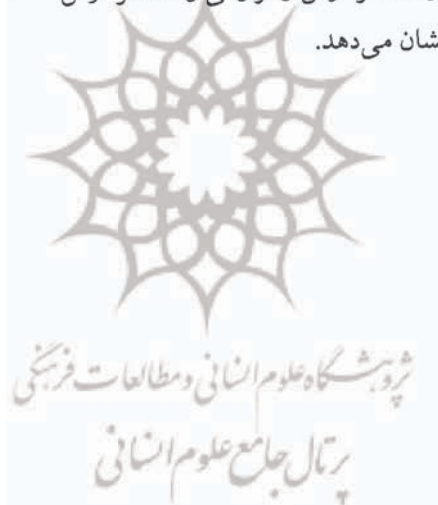 شان می‌دهد.
پژوهشگاه علوم انسانی و مطالعات فرهنگی
پرتال جامع علوم انسانی